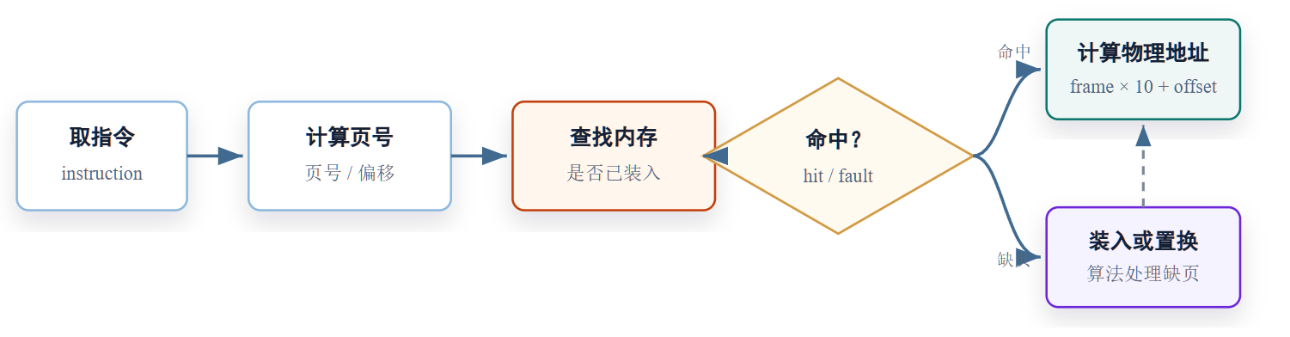 取指令
instruction
计算页号
页号 / 偏移
查找内存
是否已装入
命中？
hit / fault
命中
计算物理地址
frame × 10 + offset
缺
装入或置换
算法处理缺页